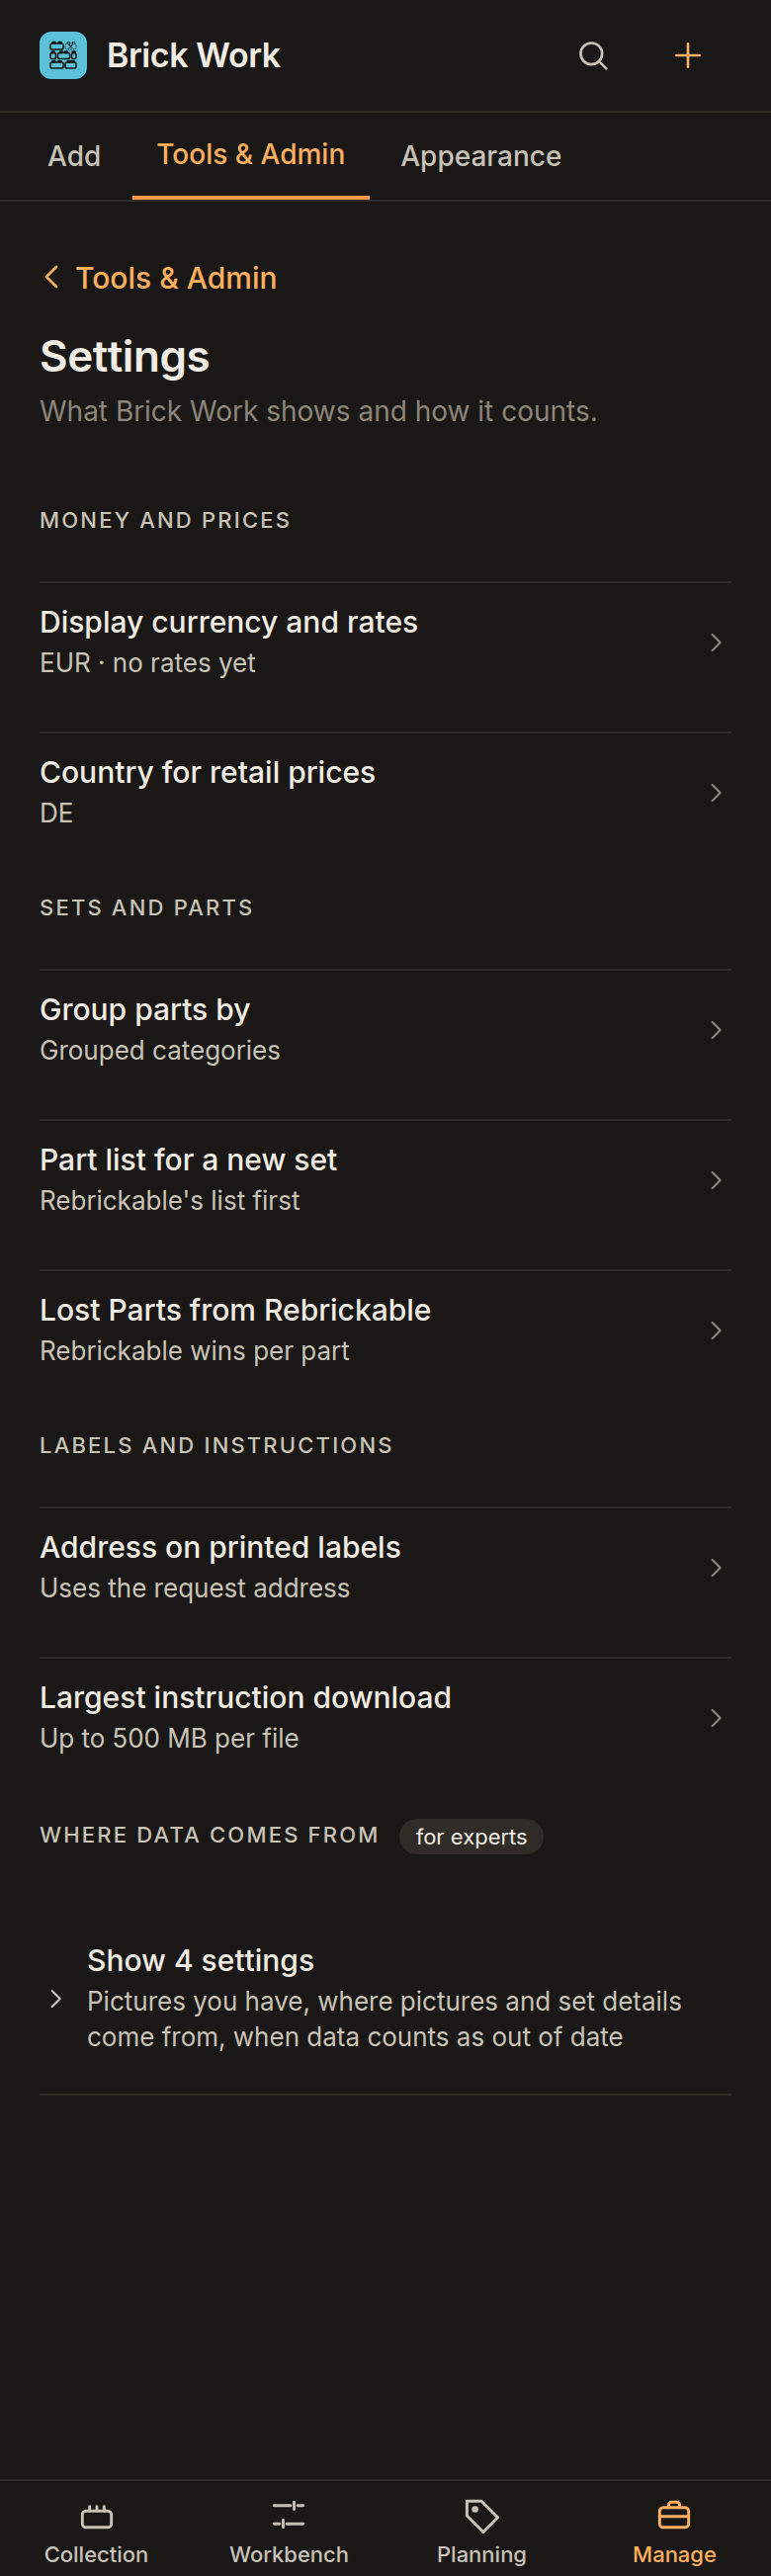 Brick Work
Add
Tools & Admin
Appearance
Tools & Admin
Settings
What Brick Work shows and how it counts.
MONEY AND PRICES
Display currency and rates
EUR · no rates yet
Country for retail prices
DE
SETS AND PARTS
Group parts by
Grouped categories
Part list for a new set
Rebrickable's list first
Lost Parts from Rebrickable
Rebrickable wins per part
LABELS AND INSTRUCTIONS
Address on printed labels
Uses the request address
Largest instruction download
Up to 500 MB per file
WHERE DATA COMES FROM for experts
Show 4 settings
Pictures you have, where pictures and set details
come from, when data counts as out of date
Collection
Workbench
Planning
Manage